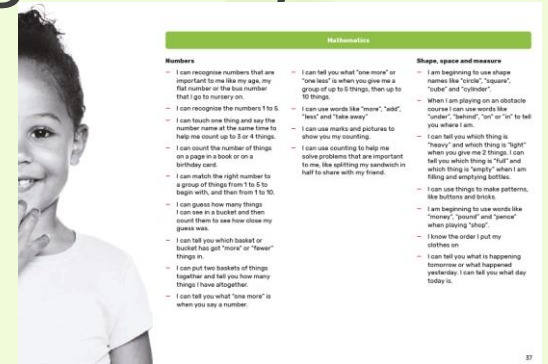 Mathematics
Numbers
– I can recognise numbers that are
important to me like my age, my
flat number or the bus number
that I go to nursery on.
– I can recognise the numbers 1 to 5.
– I can touch one thing and say the
number name at the same time to
help me count up to 3 or 4 things.
– I can count the number of things
on a page in a book or on a
birthday card.
– I can match the right number to
a group of things from 1 to 5 to
begin with, and then from 1 to 10.
– I can guess how many things
I can see in a bucket and then
count them to see how close my
guess was.
– I can tell you which basket or
bucket has got "more" or "fewer"
things in.
– I can put two baskets of things
together and tell you how many
things I have altogether.
– I can tell you what "one more" is
when you say a number.
– I can tell you what "one more" or
"one less" is when you give me a
group of up to 5 things, then up to
10 things.
– I can use words like "more", "add",
"less" and "take away"
– I can use marks and pictures to
show you my counting.
– I can use counting to help me
solve problems that are important
to me, like splitting my sandwich in
half to share with my friend.
Shape, space and measure
– I am beginning to use shape
names like "circle", "square",
"cube" and "cylinder".
– When I am playing on an obstacle
course I can use words like
"under", "behind", "on" or "in" to tell
you where I am.
– I can tell you which thing is
"heavy" and which thing is "light"
when you give me 2 things. I can
tell you which thing is "full" and
which thing is "empty" when I am
filling and emptying bottles.
– I can use things to make patterns,
like buttons and bricks.
– I am beginning to use words like
"money", "pound" and "pence"
when playing "shop".
– I know the order I put my
clothes on
– I can tell you what is happening
tomorrow or what happened
yesterday. I can tell you what day
today is.
37